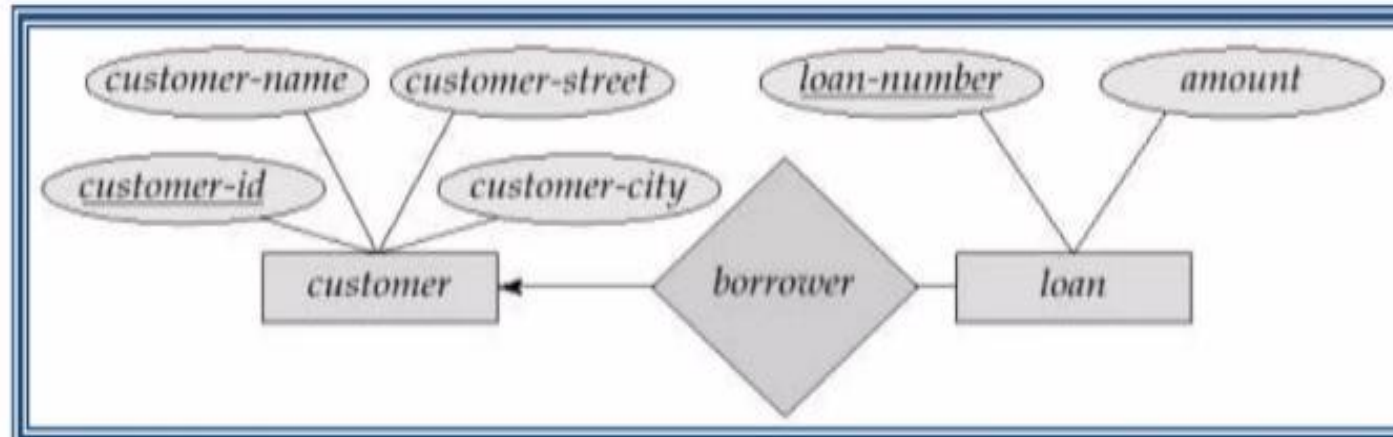 customer-name customer-street loan-number amount
customer-id customer-city
customer borrower loan